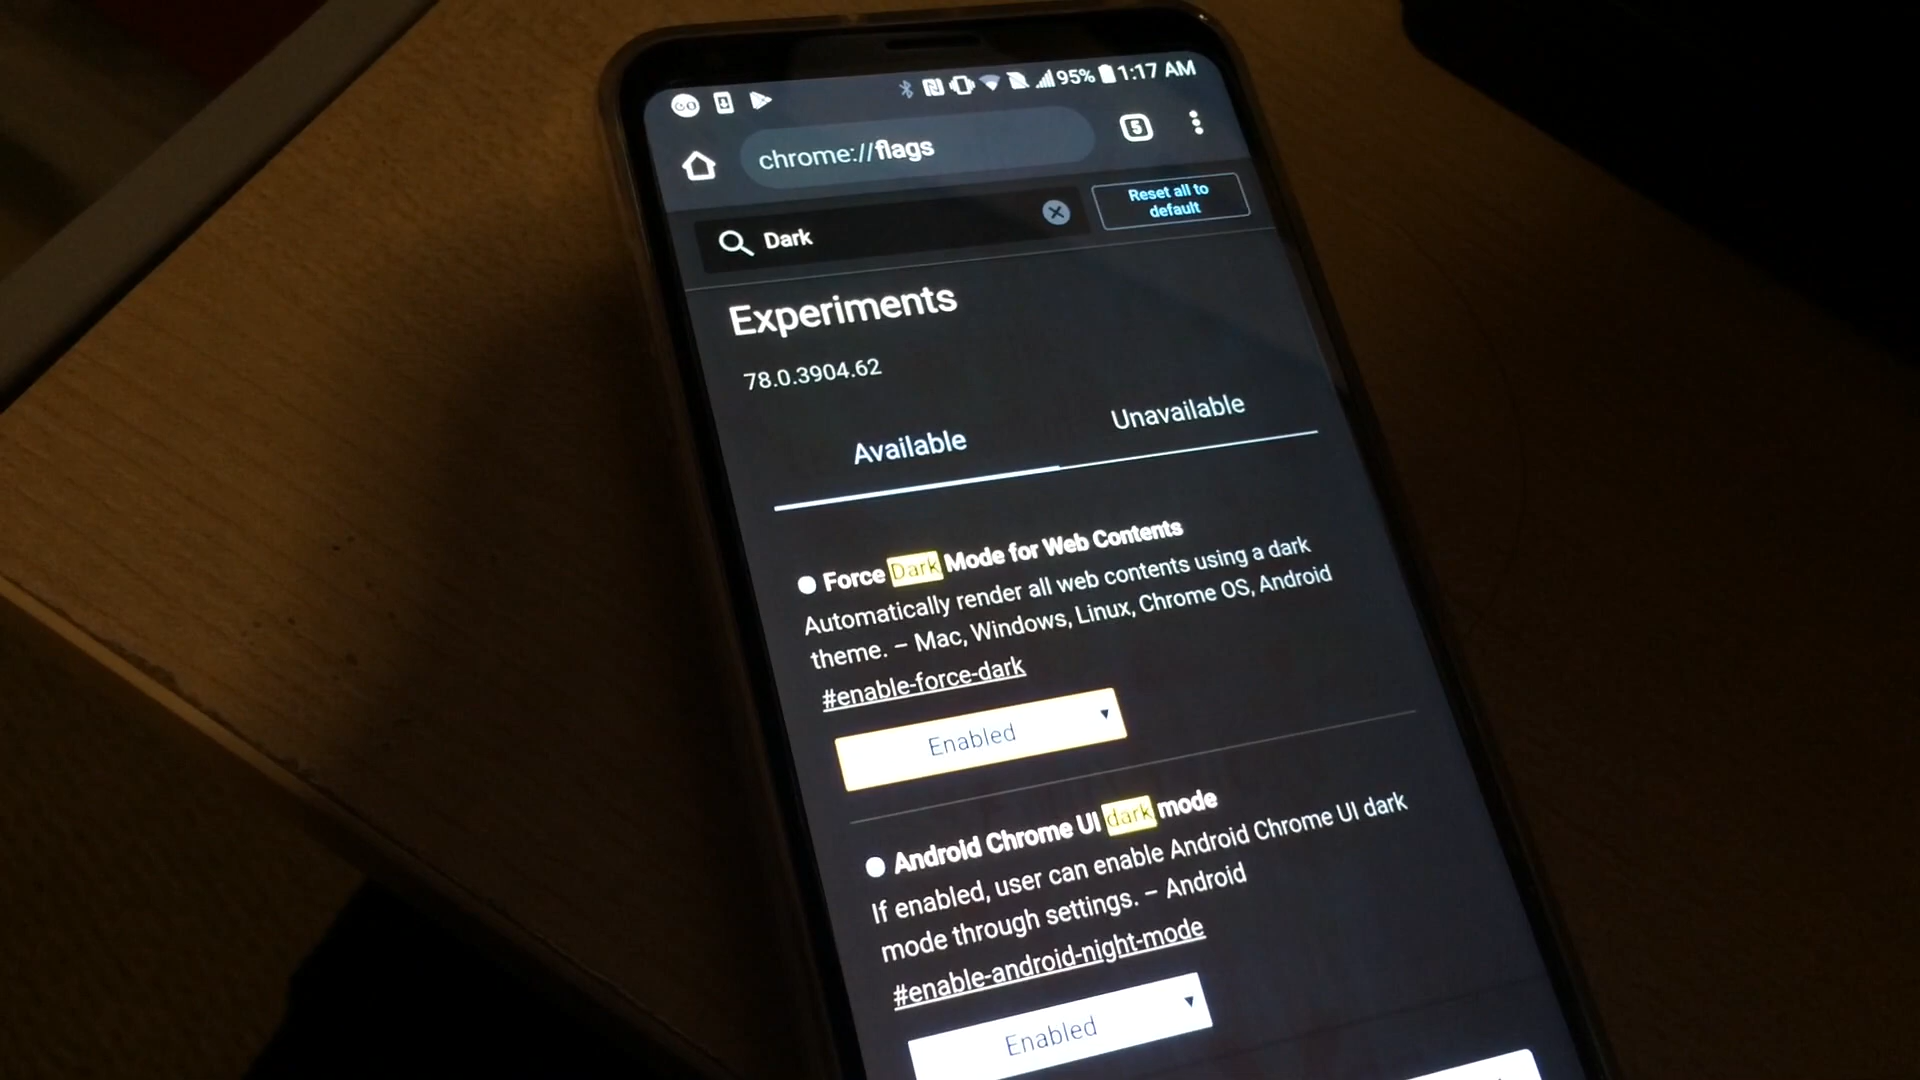 95% 1:17 AM
chrome://flags
5
Dark
Reset all to
default
Experiments
78.0.3904.62
Available
Unavailable
Force Dark Mode for Web Contents
Automatically render all web contents using a dark
theme. – Mac, Windows, Linux, Chrome OS, Android
#enable-force-dark
Enabled
Android Chrome UI dark mode
If enabled, user can enable Android Chrome UI dark
mode through settings. – Android
#enable-android-night-mode
Enabled